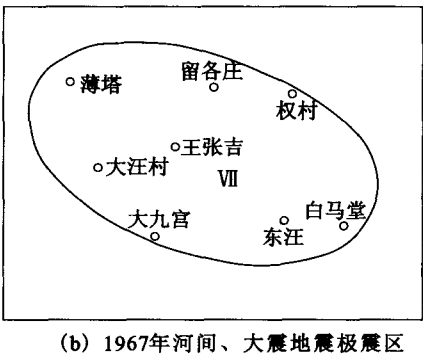 留各庄
薄塔
权村
王张吉
大汪村
Ⅶ
白马堂
大九宫
东汪
(b) 1967年河间、大震地震极震区